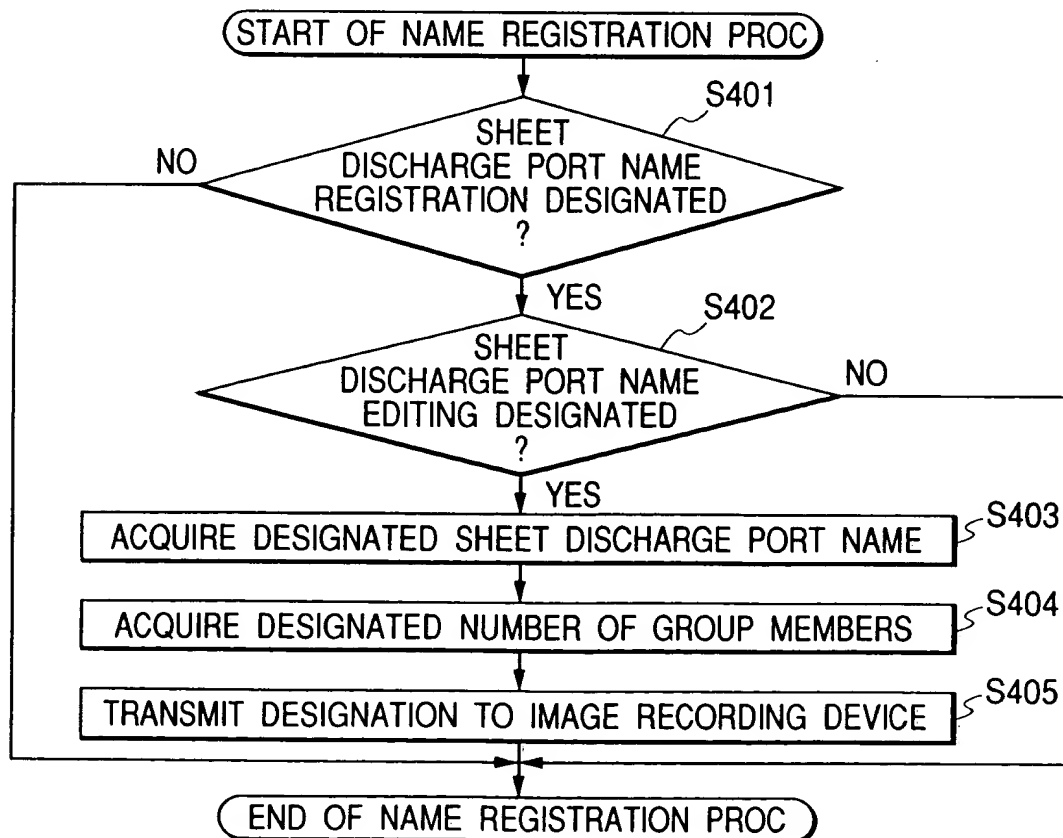 START OF NAME REGISTRATION PROC
S401
SHEET
DISCHARGE PORT NAME
REGISTRATION DESIGNATED
?
NO
YES
S402
SHEET
DISCHARGE PORT NAME
EDITING DESIGNATED
?
NO
YES
ACQUIRE DESIGNATED SHEET DISCHARGE PORT NAME
S403
ACQUIRE DESIGNATED NUMBER OF GROUP MEMBERS
S404
TRANSMIT DESIGNATION TO IMAGE RECORDING DEVICE
S405
END OF NAME REGISTRATION PROC